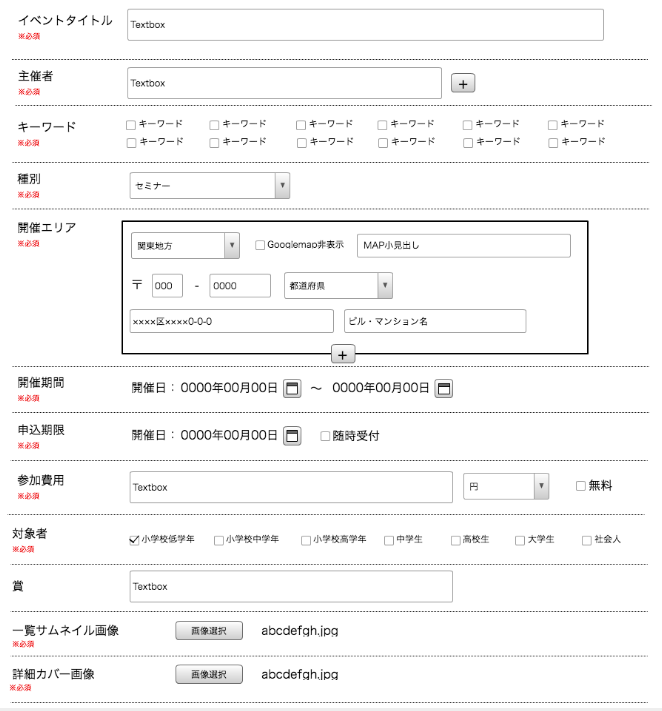 イベントタイトル
※必須
Textbox
主催者
※必須
Textbox
+
キーワード
※必須
キーワード キーワード キーワード キーワード キーワード キーワード
キーワード キーワード キーワード キーワード キーワード キーワード
種別
※必須
セミナー
開催エリア
※必須
関東地方 Googlemap非表示 MAP小見出し
〒 000 - 0000 都道府県
××××区××××0-0-0 ビル・マンション名
+
開催期間
※必須
開催日：0000年00月00日 ～ 0000年00月00日
申込期限
※必須
開催日：0000年00月00日 随時受付
参加費用
※必須
Textbox 円 無料
対象者
※必須
小学校低学年 小学校中学年 小学校高学年 中学生 高校生 大学生 社会人
賞
Textbox
一覧サムネイル画像
※必須
画像選択 abcdefgh.jpg
詳細カバー画像
※必須
画像選択 abcdefgh.jpg